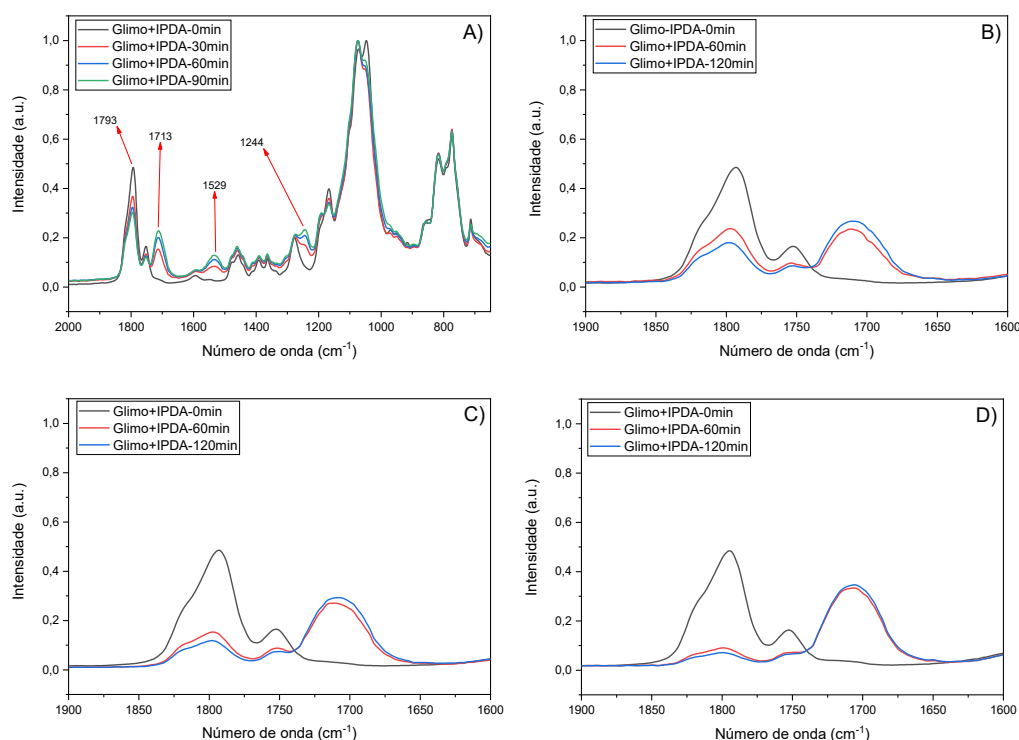 A)
Glimo+IPDA-0min
Glimo+IPDA-30min
Glimo+IPDA-60min
Glimo+IPDA-90min
1793
1713
1529
1244
Intensidade (a.u.)
1,0
0,8
0,6
0,4
0,2
0,0
2000 1800 1600 1400 1200 1000 800
Número de onda (cm⁻¹)
B)
Glimo-IPDA-0min
Glimo+IPDA-60min
Glimo+IPDA-120min
Intensidade (a.u.)
1,0
0,8
0,6
0,4
0,2
0,0
1900 1850 1800 1750 1700 1650 1600
Número de onda (cm⁻¹)
C)
Glimo+IPDA-0min
Glimo+IPDA-60min
Glimo+IPDA-120min
Intensidade (a.u.)
1,0
0,8
0,6
0,4
0,2
0,0
1900 1850 1800 1750 1700 1650 1600
Número de onda (cm⁻¹)
D)
Glimo+IPDA-0min
Glimo+IPDA-60min
Glimo+IPDA-120min
Intensidade (a.u.)
1,0
0,8
0,6
0,4
0,2
0,0
1900 1850 1800 1750 1700 1650 1600
Número de onda (cm⁻¹)